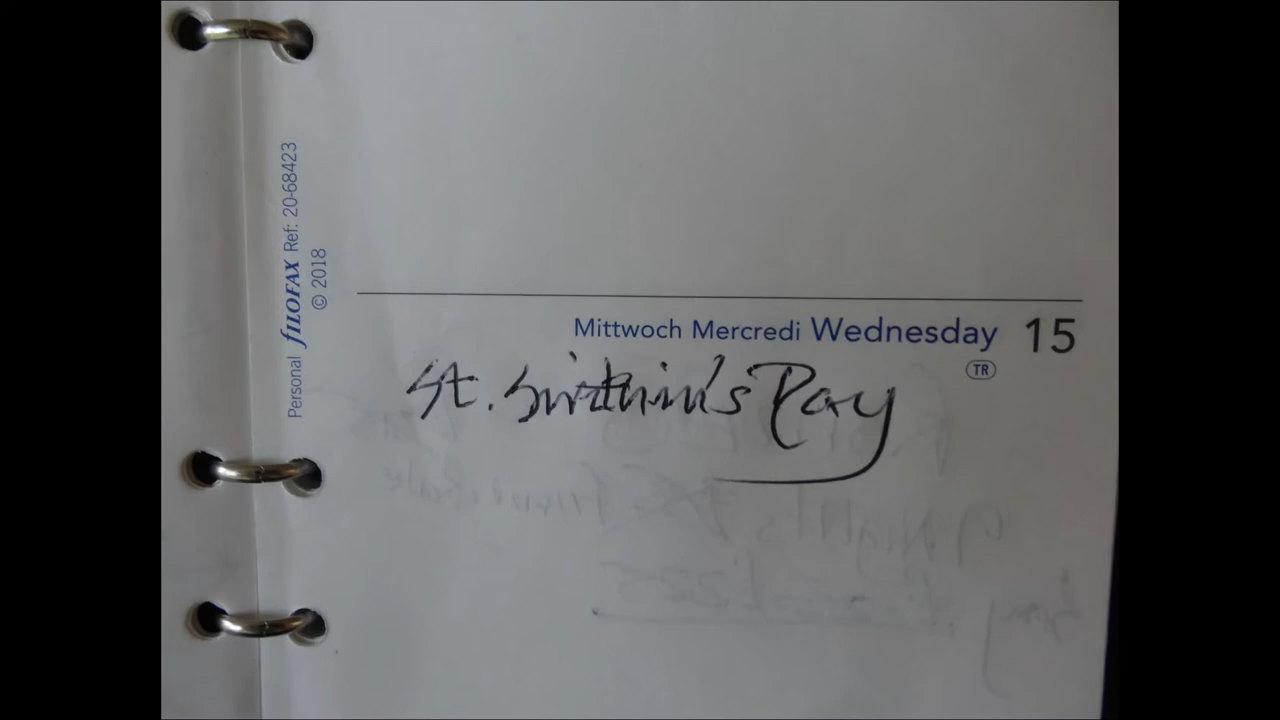 Personal fILOFAX Ref: 20-68423
© 2018
Mittwoch Mercredi Wednesday 15
TR
St. Swithin's Day